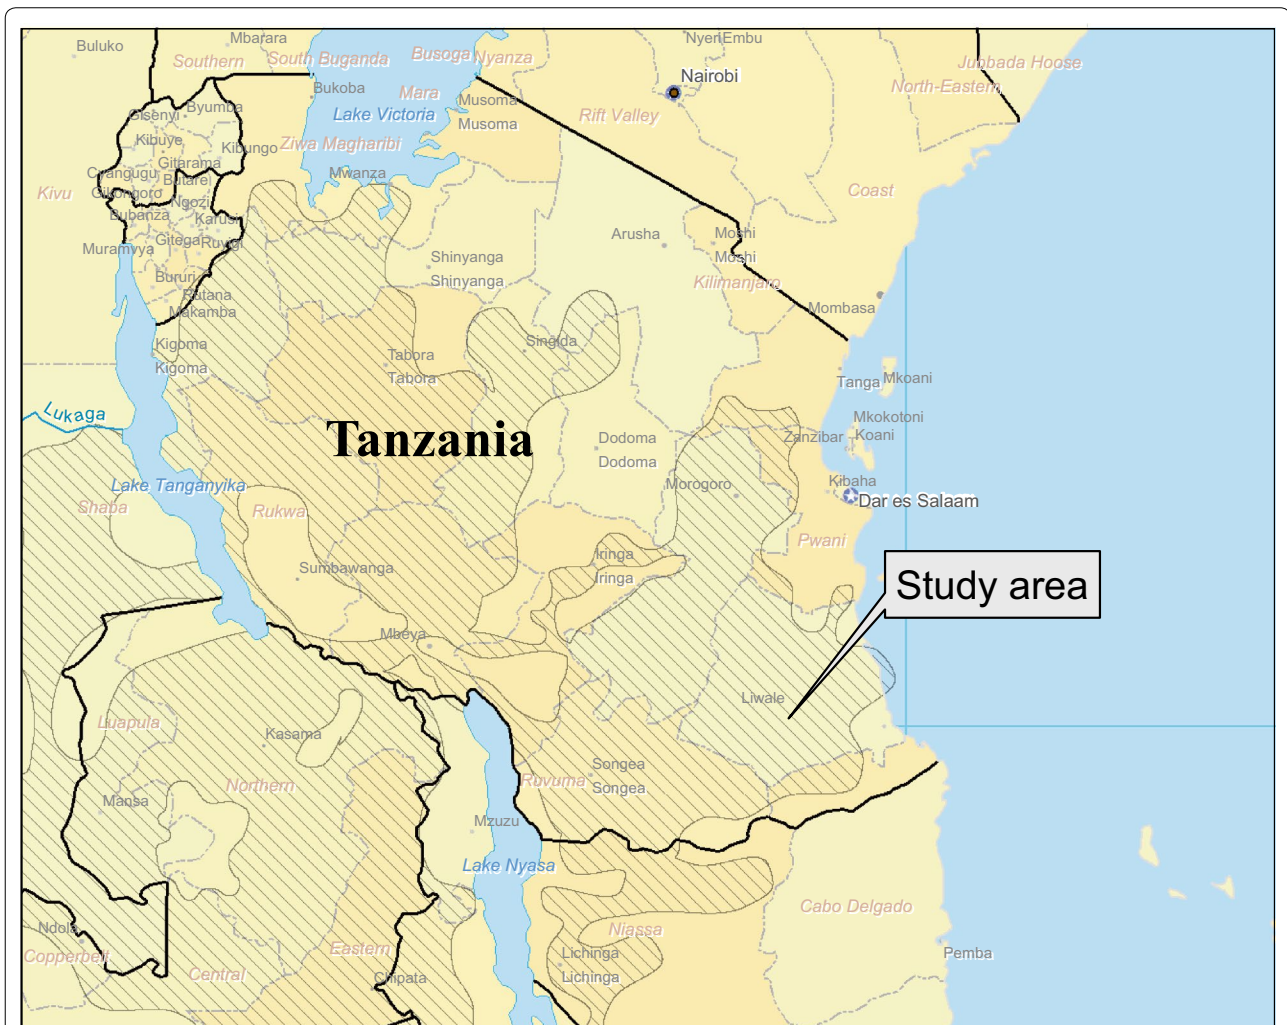 Buluko
Mbarara
Southern
South Buganda
Busoga
Nyanza
Nyeri
Embu
Jubbada Hoose
Nairobi
North-Eastern
Bukoba
Mara
Musoma
Musoma
Lake Victoria
Rift Valley
Gisenyi
Byumba
Kibuye
Kibungo
Ziwa Magharibi
Gitarama
Cyangugu
Butare
Mwanza
Kivu
Gikongoro
Ngozi
Coast
Bubanza
Karusi
Muramvya
Gitega
Ruyigi
Arusha
Moshi
Moshi
Shinyanga
Shinyanga
Bururi
Kilimanjaro
Rutana
Makamba
Mombasa
Kigoma
Kigoma
Singida
Tabora
Tabora
Tanga
Mkoani
Lukaga
Mkokotoni
Tanzania
Dodoma
Dodoma
Zanzibar
Koani
Lake Tanganyika
Morogoro
Kibaha
Dar es Salaam
Shaba
Rukwa
Pwani
Iringa
Iringa
Sumbawanga
Study area
Mbeya
Liwale
Luapula
Kasama
Songea
Songea
Northern
Ruvuma
Mansa
Mzuzu
Lake Nyasa
Cabo Delgado
Ndola
Niassa
Copperbelt
Eastern
Lichinga
Lichinga
Pemba
Central
Chipata